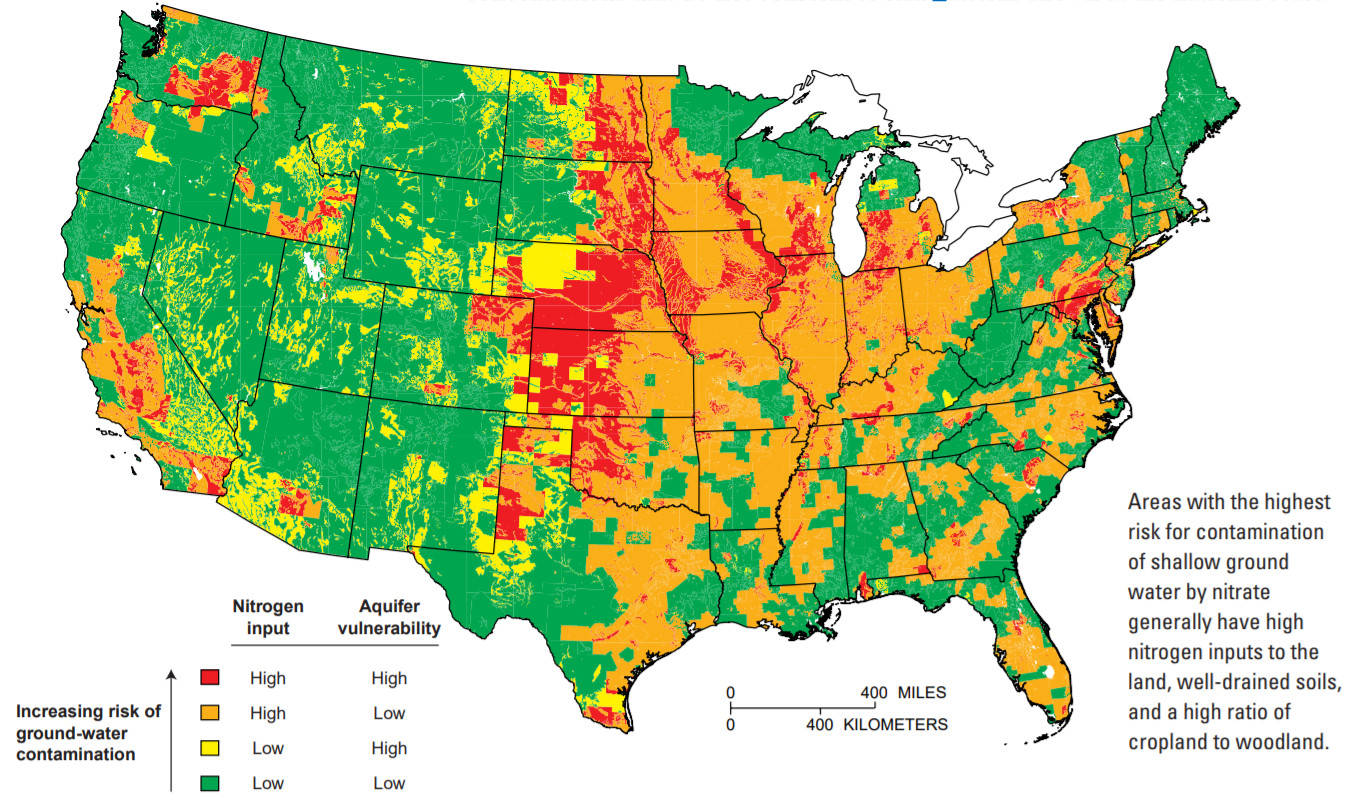 Areas with the highest
risk for contamination
of shallow ground
water by nitrate
generally have high
nitrogen inputs to the
land, well-drained soils,
and a high ratio of
cropland to woodland.
Nitrogen input
Aquifer vulnerability
High High
High Low
Low High
Low Low
Increasing risk of
ground-water
contamination
0 400 MILES
0 400 KILOMETERS